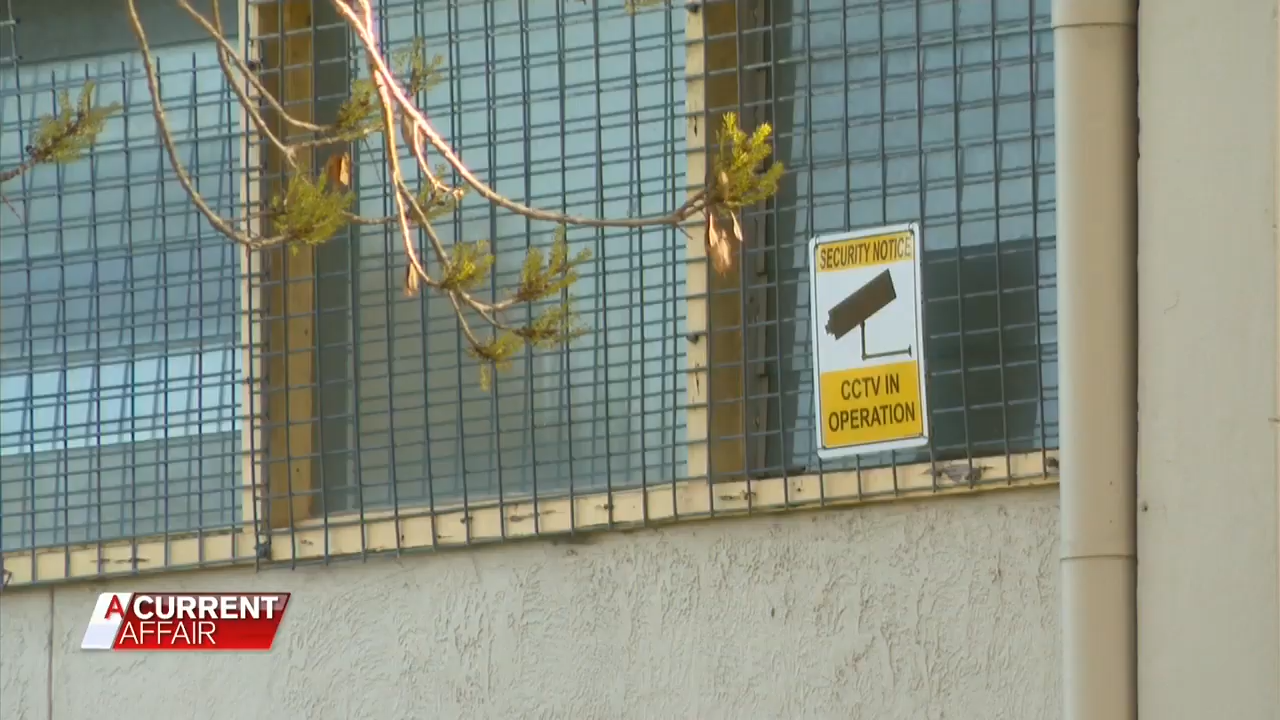 SECURITY NOTICE
CCTV IN
OPERATION
A CURRENT
AFFAIR